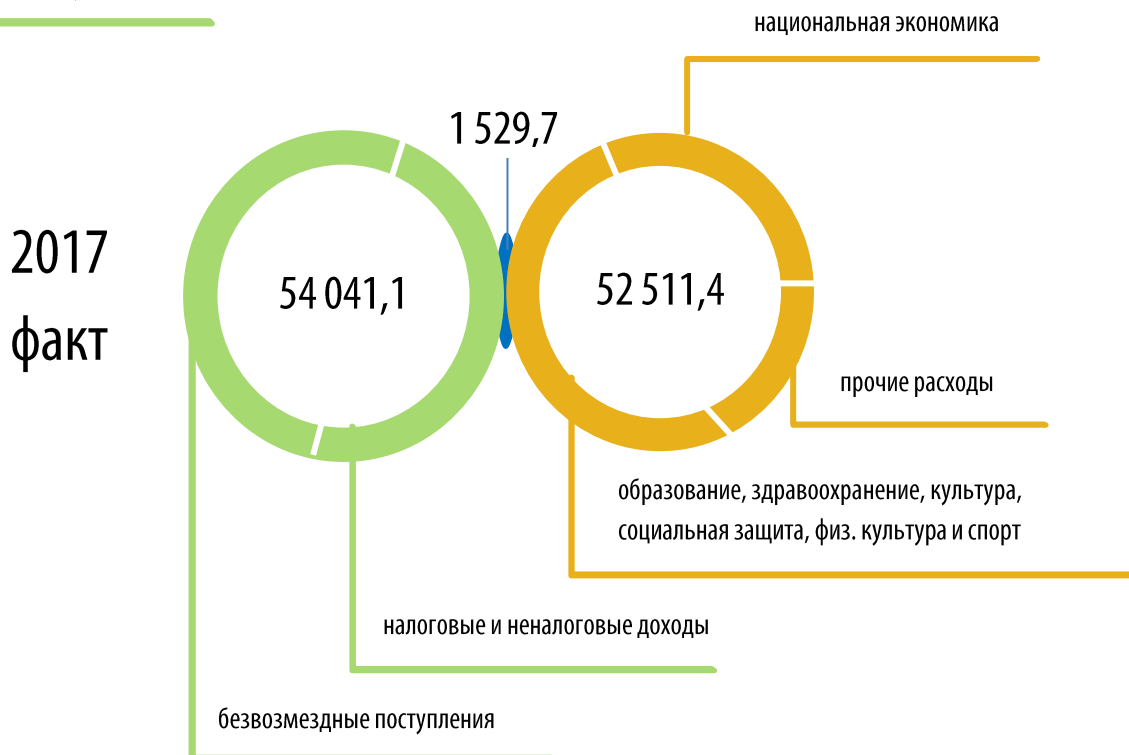 национальная экономика
1 529,7
2017
факт
54 041,1
52 511,4
прочие расходы
образование, здравоохранение, культура,
социальная защита, физ. культура и спорт
налоговые и неналоговые доходы
безвозмездные поступления